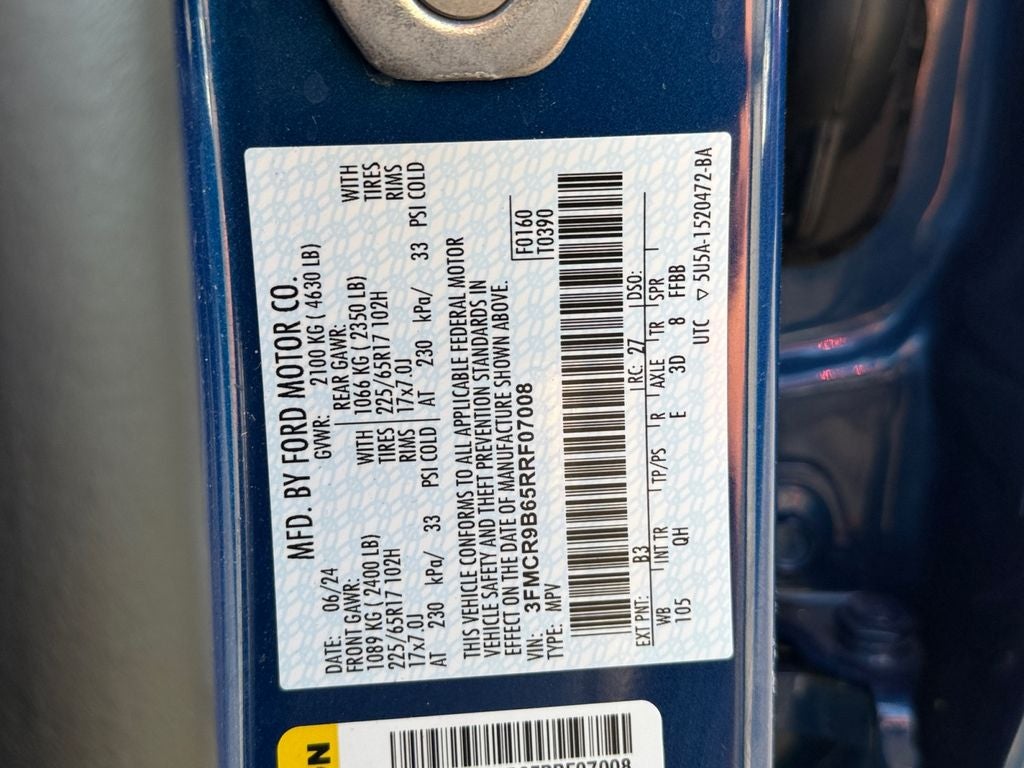 MFD. BY FORD MOTOR CO.
DATE: 06/24 GVWR: 2100 KG ( 4630 LB)
FRONT GAWR: REAR GAWR:
1089 KG ( 2400 LB) WITH 1066 KG ( 2350 LB) WITH
225/65R17 102H TIRES 225/65R17 102H TIRES
17x7.0J RIMS 17x7.0J RIMS
AT 230 kPa/ 33 PSI COLD AT 230 kPa/ 33 PSI COLD
THIS VEHICLE CONFORMS TO ALL APPLICABLE FEDERAL MOTOR
VEHICLE SAFETY AND THEFT PREVENTION STANDARDS IN
EFFECT ON THE DATE OF MANUFACTURE SHOWN ABOVE.
VIN: 3FMCR9B65RRF07008
TYPE: MPV
F0160
T0390
EXT PNT: B3 RC: 27 DSO:
WB INT TR TP/PS R AXLE TR SPR
105 QH E 3D 8 FFBB
UTC ▽ 5U5A-1520472-BA